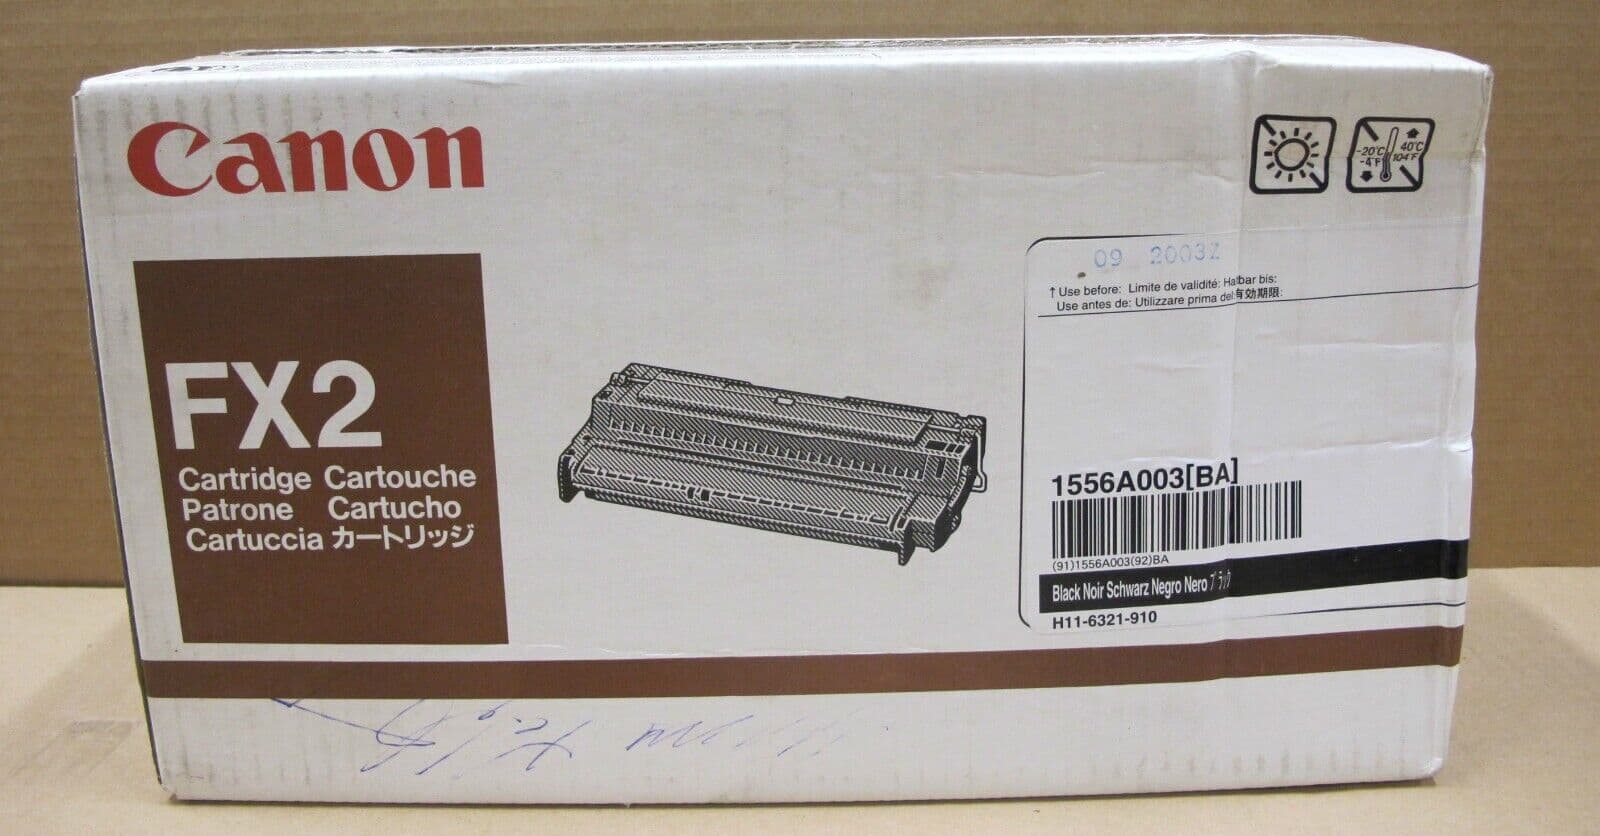 Canon
-20°C 40°C
-4°F 104°F
09 2003Z
↑ Use before: Limite de validité: Haltbar bis:
Use antes de: Utilizzare prima del: 有効期限:
FX2
Cartridge Cartouche
Patrone Cartucho
Cartuccia カートリッジ
1556A003[BA]
(91)1556A003(92)BA
Black Noir Schwarz Negro Nero ブラック
H11-6321-910